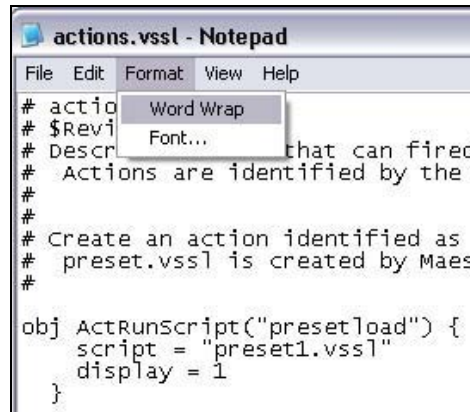 actions.vssl - Notepad
File Edit Format View Help
Word Wrap
Font...
# actio
# $Revi
# Descr that can fired
# Actions are identified by the
#
#
# Create an action identified as
# preset.vssl is created by Maes
#
obj ActRunScript("presetload") {
script = "preset1.vssl"
display = 1
}